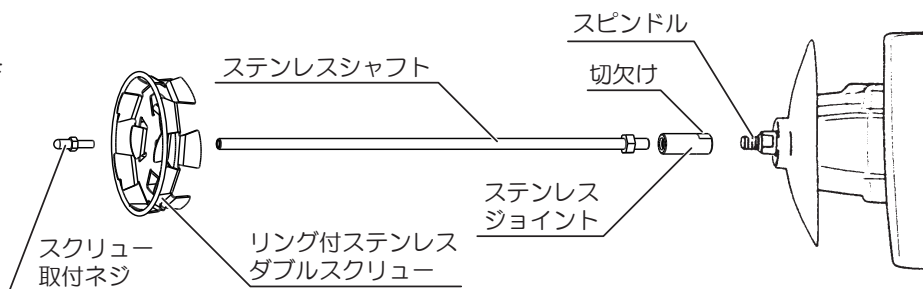 スピンドル
ステンレスシャフト
切欠け
ステンレス
ジョイント
スクリュー
取付ネジ
リング付ステンレス
ダブルスクリュー